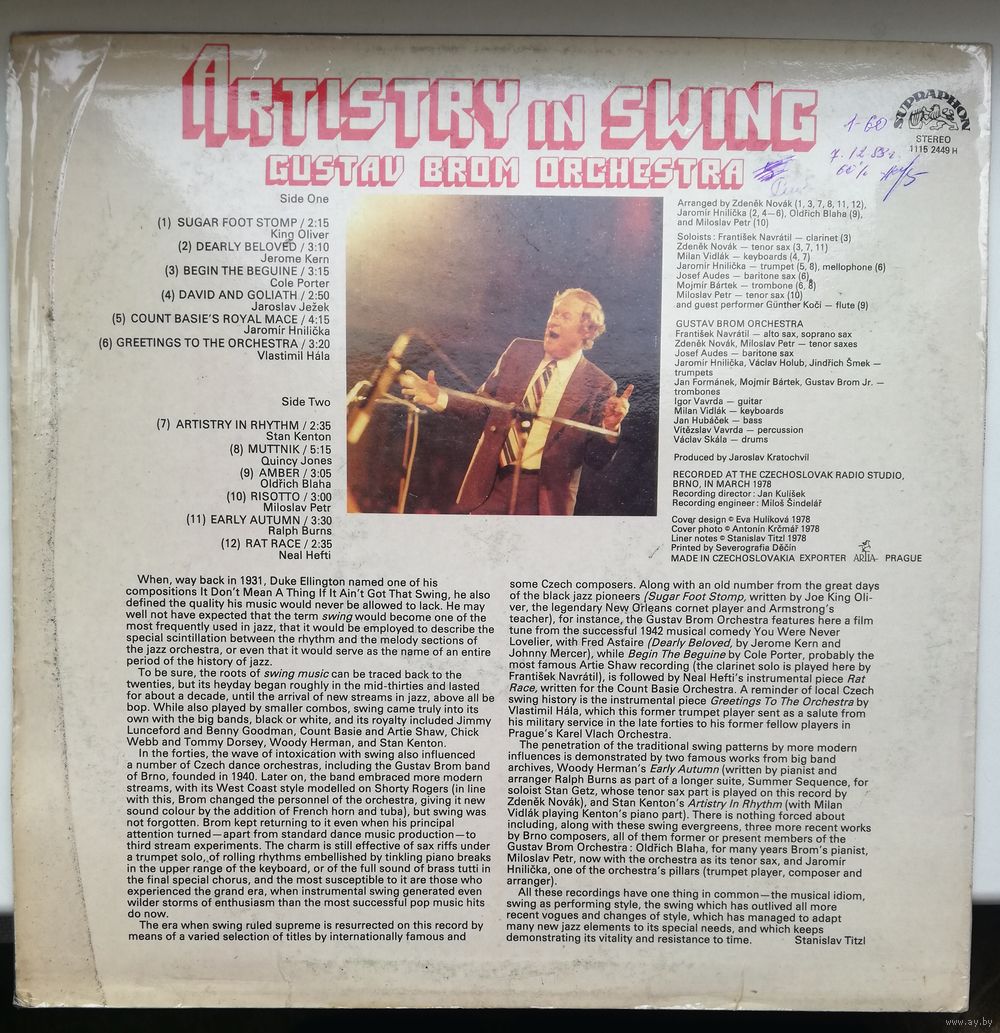 ARTISTRY IN SWING
GUSTAV BROM ORCHESTRA
SUPRAPHON
STEREO
1115 2449 H
1-60
7.12.83г.
60%
Side One
(1) SUGAR FOOT STOMP / 2:15
King Oliver
(2) DEARLY BELOVED / 3:10
Jerome Kern
(3) BEGIN THE BEGUINE / 3:15
Cole Porter
(4) DAVID AND GOLIATH / 2:50
Jaroslav Ježek
(5) COUNT BASIE'S ROYAL MACE / 4:15
Jaromír Hnilička
(6) GREETINGS TO THE ORCHESTRA / 3:20
Vlastimil Hála
Side Two
(7) ARTISTRY IN RHYTHM / 2:35
Stan Kenton
(8) MUTTNIK / 5:15
Quincy Jones
(9) AMBER / 3:05
Oldřich Blaha
(10) RISOTTO / 3:00
Miloslav Petr
(11) EARLY AUTUMN / 3:30
Ralph Burns
(12) RAT RACE / 2:35
Neal Hefti
Arranged by Zdeněk Novák (1, 3, 7, 8, 11, 12),
Jaromír Hnilička (2, 4—6), Oldřich Blaha (9),
and Miloslav Petr (10)
Soloists: František Navrátil — clarinet (3)
Zdeněk Novák — tenor sax (3, 7, 11)
Milan Vidlák — keyboards (4, 7)
Jaromír Hnilička — trumpet (5, 8), mellophone (6)
Josef Audes — baritone sax (6),
Mojmír Bártek — trombone (6, 8)
Miloslav Petr — tenor sax (10)
and guest performer Günther Kočí — flute (9)
GUSTAV BROM ORCHESTRA
František Navrátil — alto sax, soprano sax
Zdeněk Novák, Miloslav Petr — tenor saxes
Josef Audes — baritone sax
Jaromír Hnilička, Václav Holub, Jindřich Šmek —
trumpets
Jan Formánek, Mojmír Bártek, Gustav Brom Jr. —
trombones
Igor Vavrda — guitar
Milan Vidlák — keyboards
Jan Hubáček — bass
Vítězslav Vavrda — percussion
Václav Skála — drums
Produced by Jaroslav Kratochvíl
RECORDED AT THE CZECHOSLOVAK RADIO STUDIO,
BRNO, IN MARCH 1978
Recording director: Jan Kulíšek
Recording engineer: Miloš Šindelář
Cover design © Eva Hulíková 1978
Cover photo © Antonín Krčmář 1978
Liner notes © Stanislav Titzl 1978
Printed by Severografia Děčín
MADE IN CZECHOSLOVAKIA EXPORTER ARTIA PRAGUE
When, way back in 1931, Duke Ellington named one of his
compositions It Don't Mean A Thing If It Ain't Got That Swing, he also
defined the quality his music would never be allowed to lack. He may
well not have expected that the term swing would become one of the
most frequently used in jazz, that it would be employed to describe the
special scintillation between the rhythm and the melody sections of
the jazz orchestra, or even that it would serve as the name of an entire
period of the history of jazz.
To be sure, the roots of swing music can be traced back to the
twenties, but its heyday began roughly in the mid-thirties and lasted
for about a decade, until the arrival of new streams in jazz, above all be
bop. While also played by smaller combos, swing came truly into its
own with the big bands, black or white, and its royalty included Jimmy
Lunceford and Benny Goodman, Count Basie and Artie Shaw, Chick
Webb and Tommy Dorsey, Woody Herman, and Stan Kenton.
In the forties, the wave of intoxication with swing also influenced
a number of Czech dance orchestras, including the Gustav Brom band
of Brno, founded in 1940. Later on, the band embraced more modern
streams, with its West Coast style modelled on Shorty Rogers (in line
with this, Brom changed the personnel of the orchestra, giving it new
sound colour by the addition of French horn and tuba), but swing was
not forgotten. Brom kept returning to it even when his principal
attention turned—apart from standard dance music production—to
third stream experiments. The charm is still effective of sax riffs under
a trumpet solo, of rolling rhythms embellished by tinkling piano breaks
in the upper range of the keyboard, or of the full sound of brass tutti in
the final special chorus, and the most susceptible to it are those who
experienced the grand era, when instrumental swing generated even
wilder storms of enthusiasm than the most successful pop music hits
do now.
The era when swing ruled supreme is resurrected on this record by
means of a varied selection of titles by internationally famous and
some Czech composers. Along with an old number from the great days
of the black jazz pioneers (Sugar Foot Stomp, written by Joe King Oli-
ver, the legendary New Orleans cornet player and Armstrong's
teacher), for instance, the Gustav Brom Orchestra features here a film
tune from the successful 1942 musical comedy You Were Never
Lovelier, with Fred Astaire (Dearly Beloved, by Jerome Kern and
Johnny Mercer), while Begin The Beguine by Cole Porter, probably the
most famous Artie Shaw recording (the clarinet solo is played here by
František Navrátil), is followed by Neal Hefti's instrumental piece Rat
Race, written for the Count Basie Orchestra. A reminder of local Czech
swing history is the instrumental piece Greetings To The Orchestra by
Vlastimil Hála, which this former trumpet player sent as a salute from
his military service in the late forties to his former fellow players in
Prague's Karel Vlach Orchestra.
The penetration of the traditional swing patterns by more modern
influences is demonstrated by two famous works from big band
archives, Woody Herman's Early Autumn (written by pianist and
arranger Ralph Burns as part of a longer suite, Summer Sequence, for
soloist Stan Getz, whose tenor sax part is played on this record by
Zdeněk Novák), and Stan Kenton's Artistry In Rhythm (with Milan
Vidlák playing Kenton's piano part). There is nothing forced about
including, along with these swing evergreens, three more recent works
by Brno composers, all of them former or present members of the
Gustav Brom Orchestra: Oldřich Blaha, for many years Brom's pianist,
Miloslav Petr, now with the orchestra as its tenor sax, and Jaromír
Hnilička, one of the orchestra's pillars (trumpet player, composer and
arranger).
All these recordings have one thing in common—the musical idiom,
swing as performing style, the swing which has outlived all more
recent vogues and changes of style, which has managed to adapt
many new jazz elements to its special needs, and which keeps
demonstrating its vitality and resistance to time. Stanislav Titzl
www.ay.by